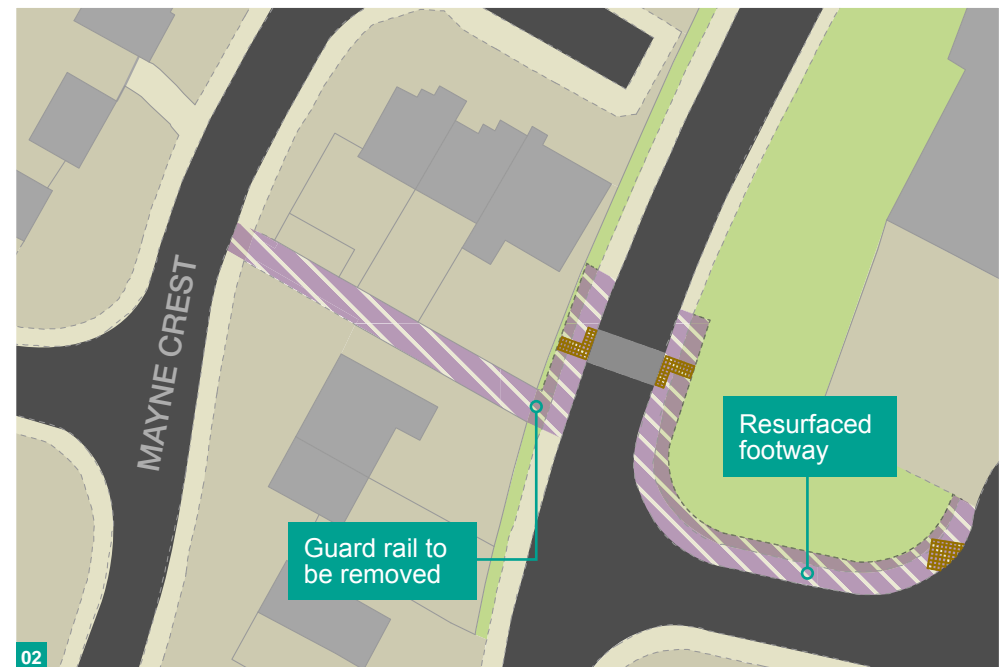 MAYNE CREST
Resurfaced
footway
Guard rail to
be removed
02